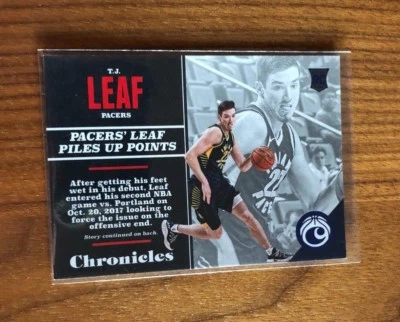 T.J.
LEAF
PACERS
PACERS' LEAF
PILES UP POINTS
After getting his feet
wet in his debut, Leaf
entered his second NBA
game vs. Portland on
Oct. 20, 2017 looking to
force the issue on the
offensive end.
Story continued on back.
Chronicles
22